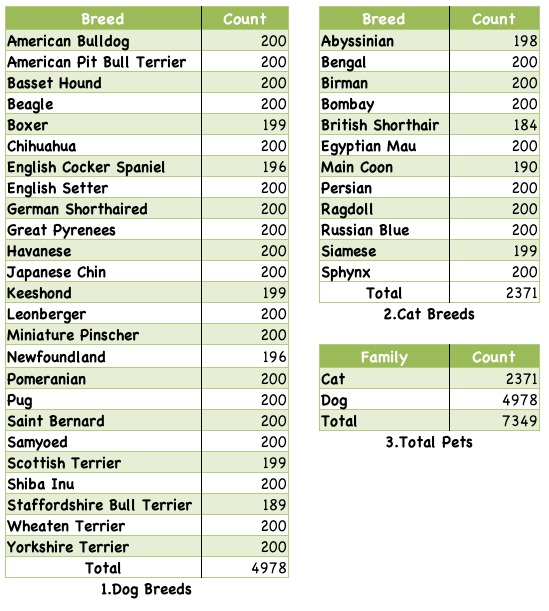 Breed Count
American Bulldog 200
American Pit Bull Terrier 200
Basset Hound 200
Beagle 200
Boxer 199
Chihuahua 200
English Cocker Spaniel 196
English Setter 200
German Shorthaired 200
Great Pyrenees 200
Havanese 200
Japanese Chin 200
Keeshond 199
Leonberger 200
Miniature Pinscher 200
Newfoundland 196
Pomeranian 200
Pug 200
Saint Bernard 200
Samyoed 200
Scottish Terrier 199
Shiba Inu 200
Staffordshire Bull Terrier 189
Wheaten Terrier 200
Yorkshire Terrier 200
Total 4978
1.Dog Breeds
Breed Count
Abyssinian 198
Bengal 200
Birman 200
Bombay 200
British Shorthair 184
Egyptian Mau 200
Main Coon 190
Persian 200
Ragdoll 200
Russian Blue 200
Siamese 199
Sphynx 200
Total 2371
2.Cat Breeds
Family Count
Cat 2371
Dog 4978
Total 7349
3.Total Pets